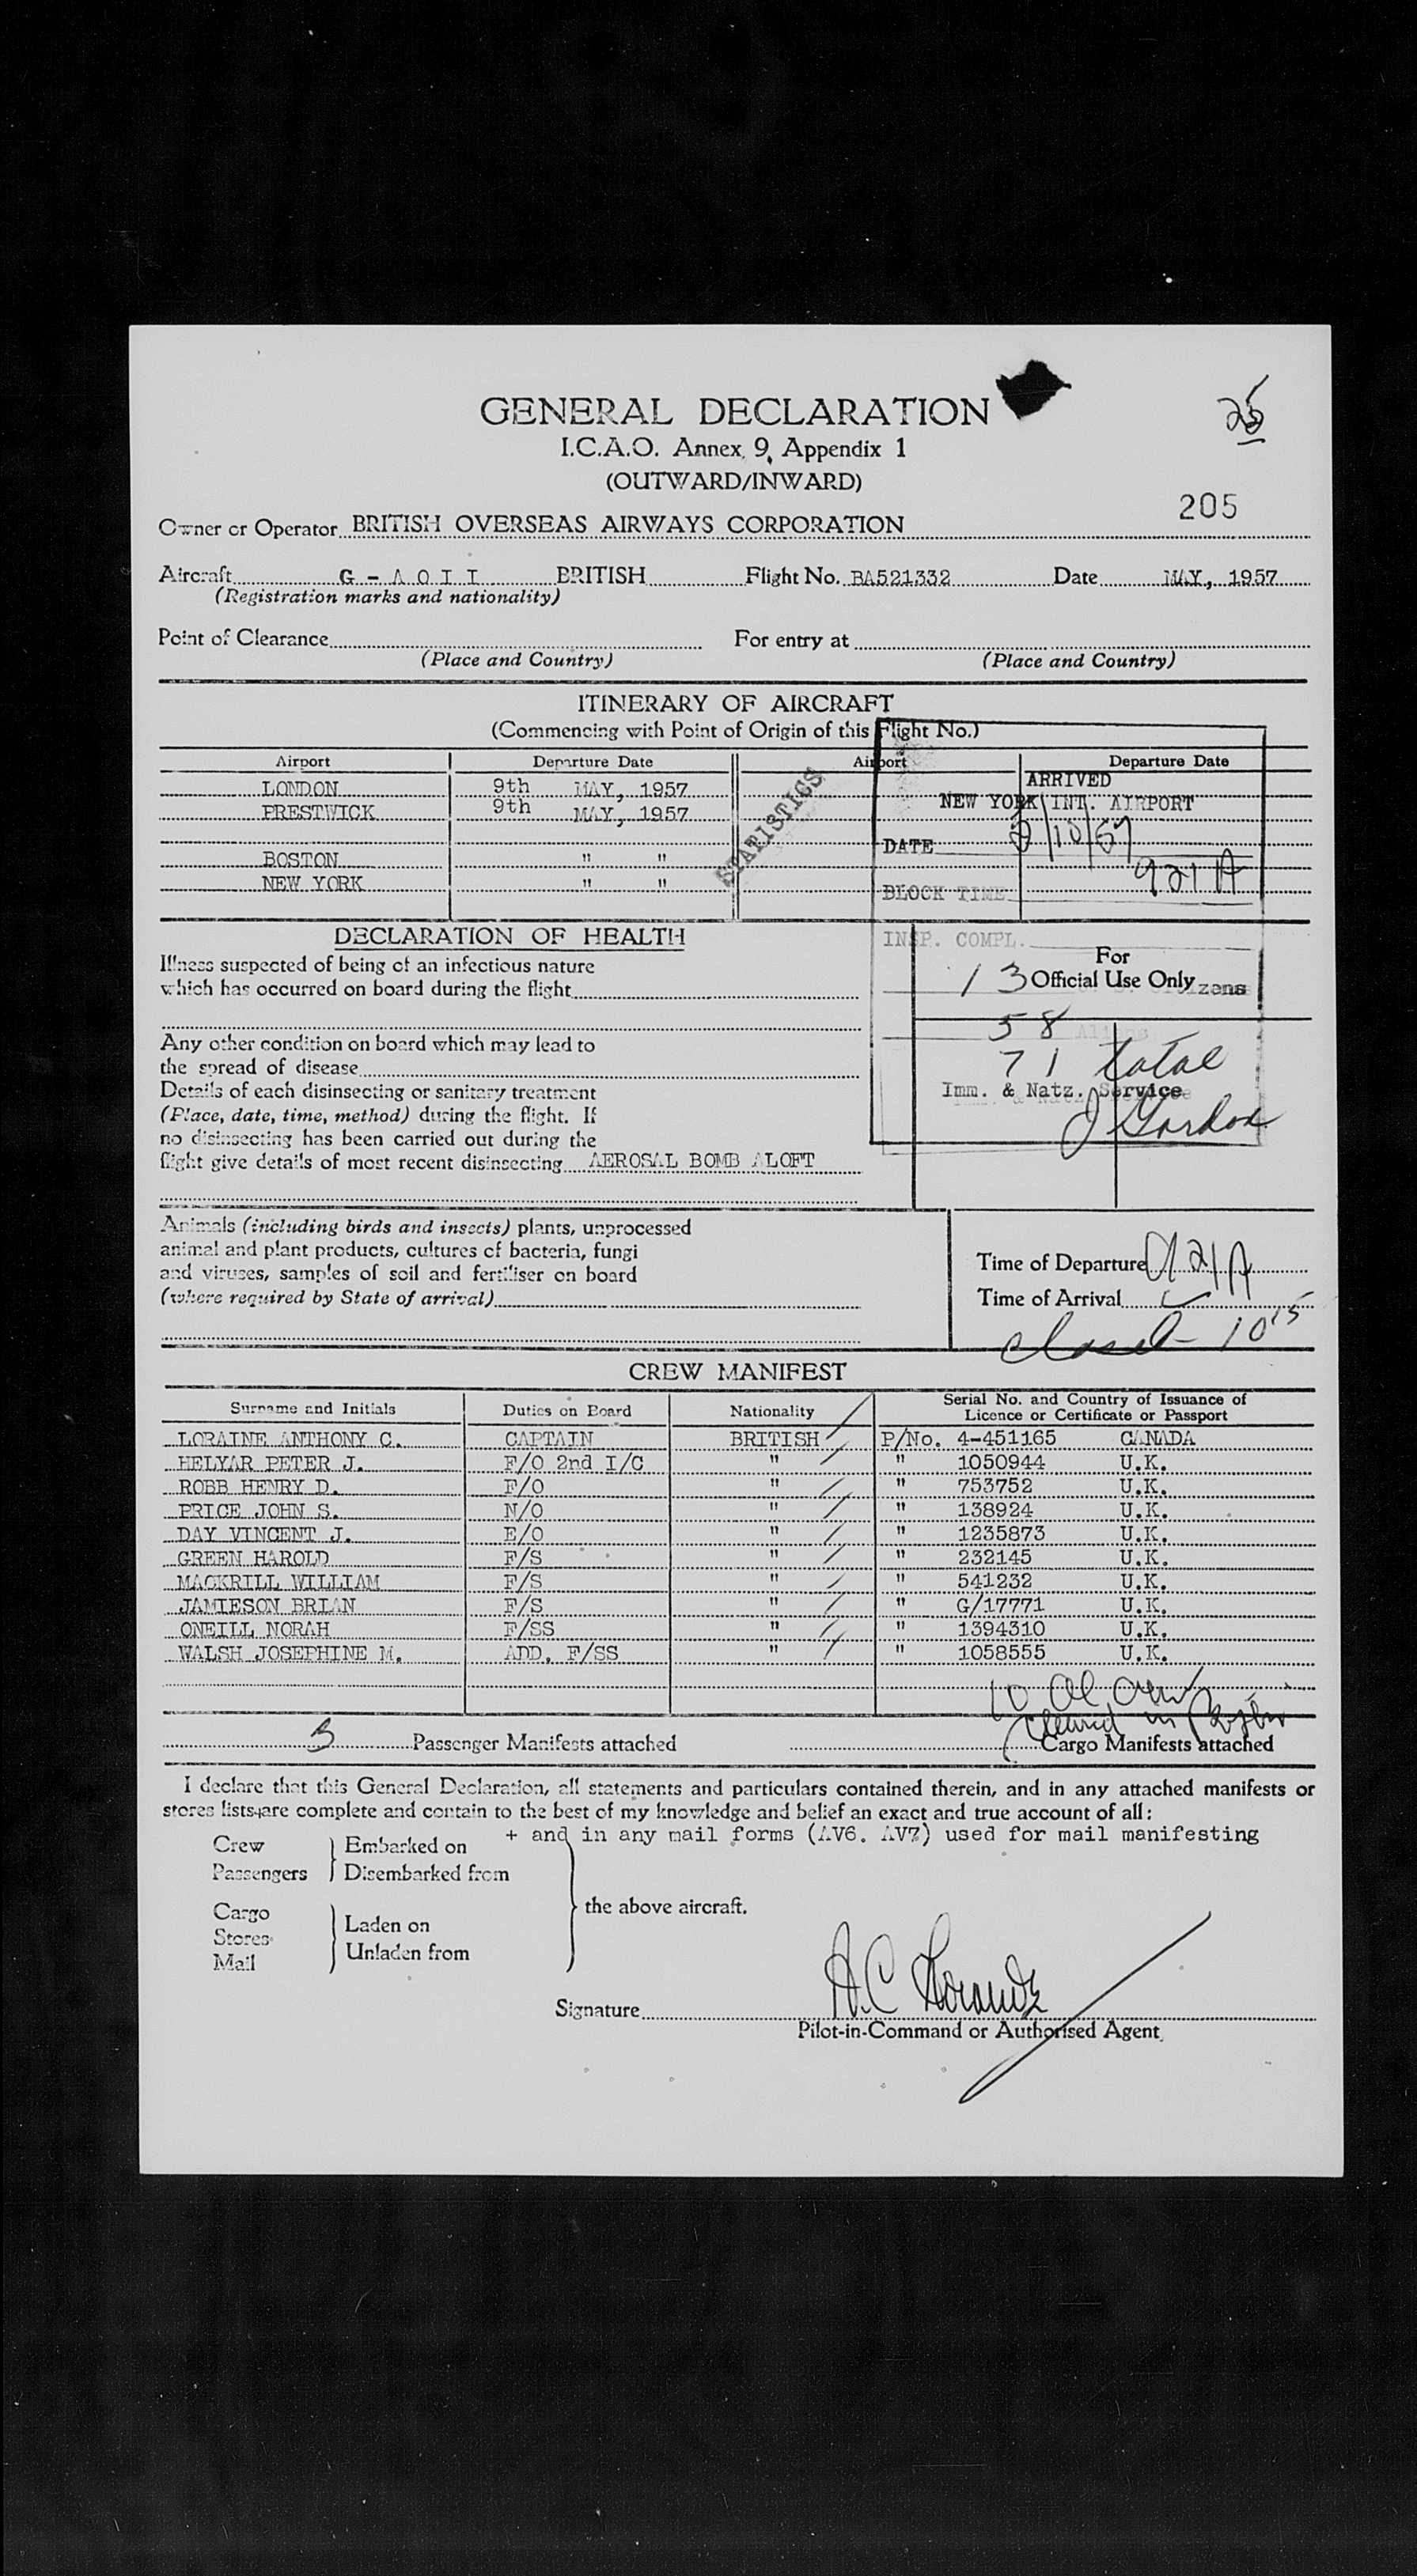 25
GENERAL DECLARATION
I.C.A.O. Annex 9, Appendix 1
(OUTWARD/INWARD)
205
Owner or Operator BRITISH OVERSEAS AIRWAYS CORPORATION
Aircraft G - A O I I BRITISH Flight No. BA521332 Date MAY, 1957
(Registration marks and nationality)
Point of Clearance For entry at
(Place and Country) (Place and Country)
ITINERARY OF AIRCRAFT
(Commencing with Point of Origin of this Flight No.)
Airport Departure Date Airport Departure Date
LONDON 9th MAY, 1957
PRESTWICK 9th MAY, 1957
BOSTON " "
NEW YORK " "
STATISTICS
ARRIVED
NEW YORK INT. AIRPORT
DATE 5/10/57
BLOCK TIME 921 A
INSP. COMPL.
13
58 Aliens
71 total
Imm. & Natz. Service
J Gordon
For
Official Use Only
DECLARATION OF HEALTH
Illness suspected of being of an infectious nature
which has occurred on board during the flight
Any other condition on board which may lead to
the spread of disease
Details of each disinsecting or sanitary treatment
(Place, date, time, method) during the flight. If
no disinsecting has been carried out during the
flight give details of most recent disinsecting AEROSAL BOMB ALOFT
Animals (including birds and insects) plants, unprocessed
animal and plant products, cultures of bacteria, fungi
and viruses, samples of soil and fertiliser on board
(where required by State of arrival)
Time of Departure 921A
Time of Arrival
closed - 10 15
CREW MANIFEST
Surname and Initials Duties on Board Nationality Serial No. and Country of Issuance of Licence or Certificate or Passport
LORAINE ANTHONY C. CAPTAIN BRITISH P/No. 4-451165 CANADA
HELYAR PETER J. F/O 2nd I/C " " 1050944 U.K.
ROBB HENRY D. F/O " " 753752 U.K.
PRICE JOHN S. N/O " " 138924 U.K.
DAY VINCENT J. E/O " " 1235873 U.K.
GREEN HAROLD F/S " " 232145 U.K.
MACKRILL WILLIAM F/S " " 541232 U.K.
JAMIESON BRIAN F/S " " G/17771 U.K.
ONEILL NORAH F/SS " " 1394310 U.K.
WALSH JOSEPHINE M. ADD. F/SS " " 1058555 U.K.
10 Al crew
cleared in
3 Passenger Manifests attached Cargo Manifests attached
I declare that this General Declaration, all statements and particulars contained therein, and in any attached manifests or
stores lists+are complete and contain to the best of my knowledge and belief an exact and true account of all:
+ and in any mail forms (AV6. AV7) used for mail manifesting
Crew Embarked on
Passengers Disembarked from
the above aircraft.
Cargo
Stores Laden on
Mail Unladen from
Signature A.C Loraine
Pilot-in-Command or Authorised Agent